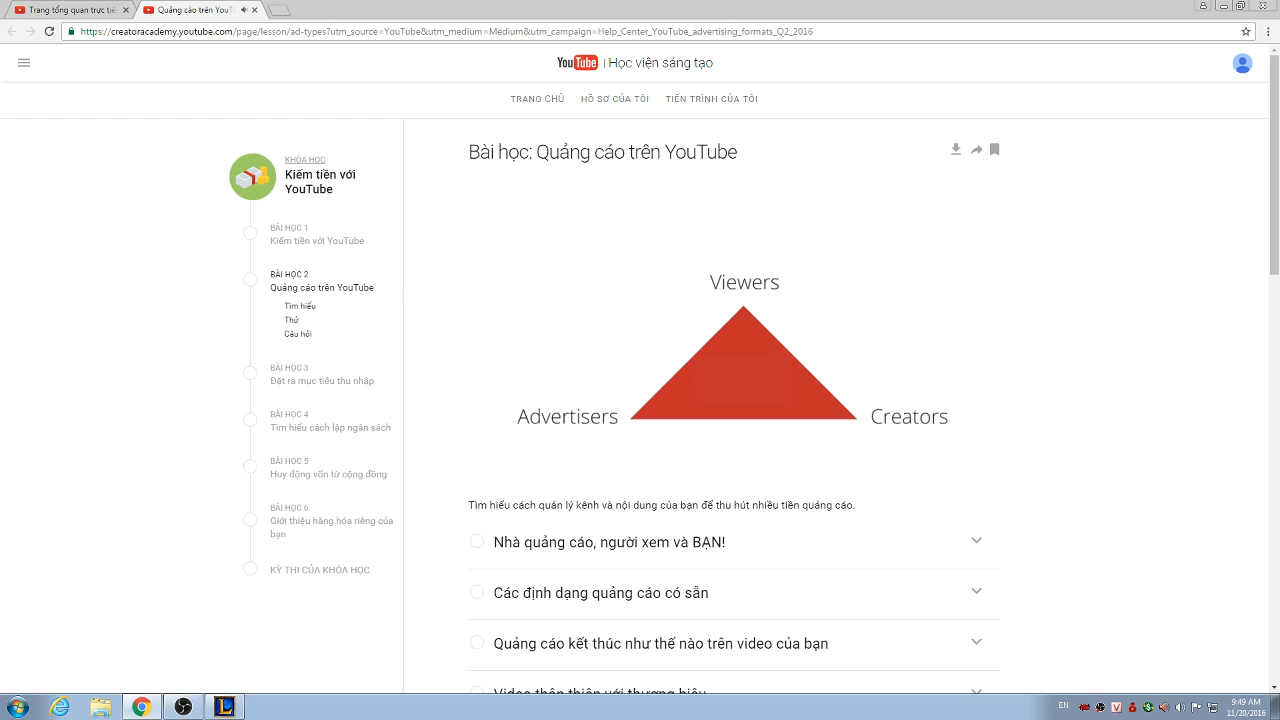 Trang tổng quan trực tiế
Quảng cáo trên YouT
https://creatoracademy.youtube.com/page/lesson/ad-types?utm_source=YouTube&utm_medium=Medium&utm_campaign=Help_Center_YouTube_advertising_formats_Q2_2016
YouTube | Học viện sáng tạo
TRANG CHỦ HỒ SƠ CỦA TÔI TIẾN TRÌNH CỦA TÔI
KHÓA HỌC
Kiếm tiền với
YouTube
BÀI HỌC 1
Kiếm tiền với YouTube
BÀI HỌC 2
Quảng cáo trên YouTube
Tìm hiểu
Thử
Câu hỏi
BÀI HỌC 3
Đặt ra mục tiêu thu nhập
BÀI HỌC 4
Tìm hiểu cách lập ngân sách
BÀI HỌC 5
Huy động vốn từ cộng đồng
BÀI HỌC 6
Giới thiệu hàng hóa riêng của
bạn
KỲ THI CỦA KHÓA HỌC
Bài học: Quảng cáo trên YouTube
Viewers
Advertisers
Creators
Tìm hiểu cách quản lý kênh và nội dung của bạn để thu hút nhiều tiền quảng cáo.
Nhà quảng cáo, người xem và BẠN!
Các định dạng quảng cáo có sẵn
Quảng cáo kết thúc như thế nào trên video của bạn
Video thân thiện với thương hiệu
EN
9:49 AM
11/20/2016